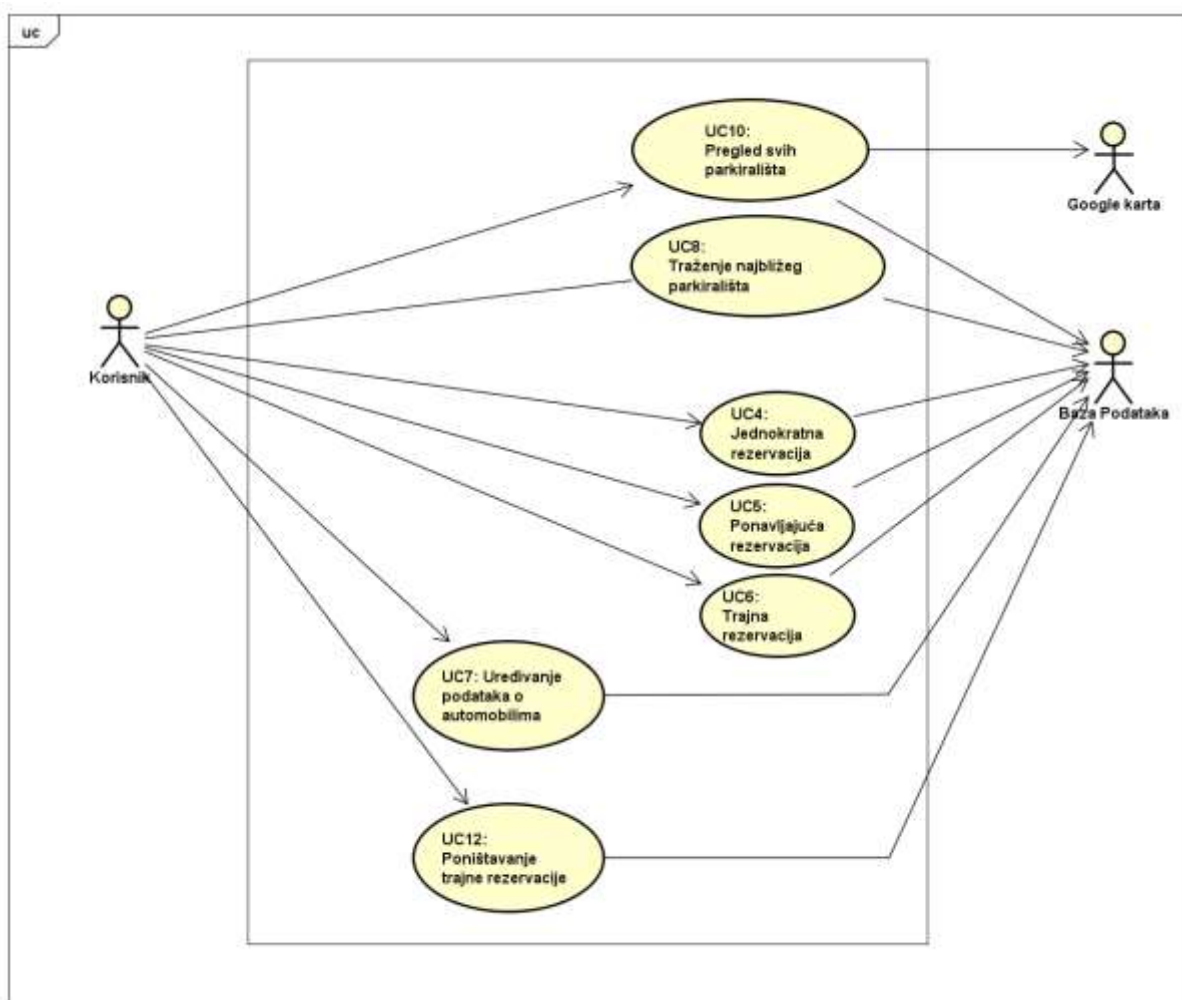 uc
UC10:
Pregled svih
parkirališta
Google karta
UC8:
Traženje najbližeg
parkirališta
Korisnik
Baza Podataka
UC4:
Jednokratna
rezervacija
UC5:
Ponavljajuća
rezervacija
UC6:
Trajna
rezervacija
UC7: Uređivanje
podataka o
automobilima
UC12:
Poništavanje
trajne rezervacije